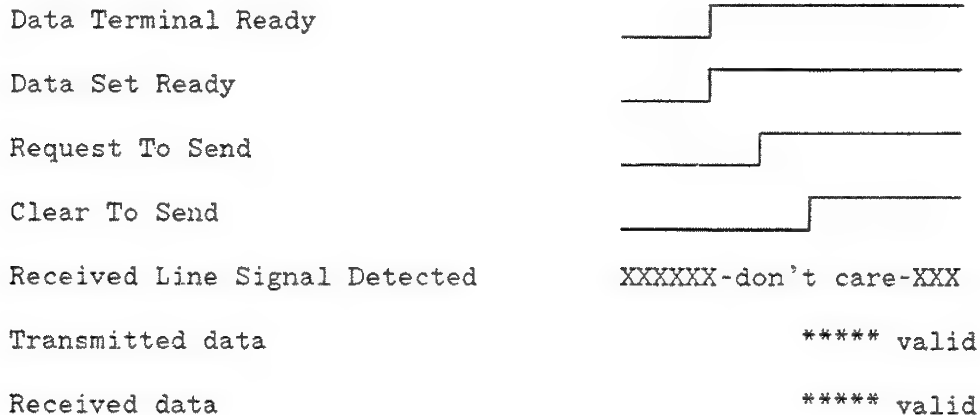 Data Terminal Ready
Data Set Ready
Request To Send
Clear To Send
Received Line Signal Detected XXXXXX-don't care-XXX
Transmitted data ***** valid
Received data ***** valid